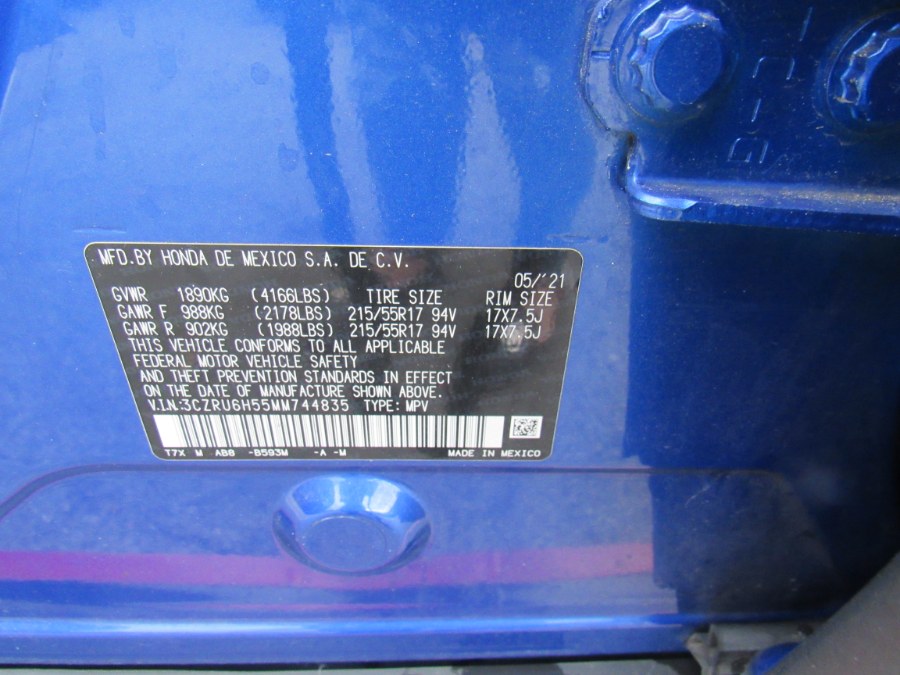 MFD.BY HONDA DE MEXICO S.A. DE C.V.
05/'21
GVWR 1890KG (4166LBS) TIRE SIZE RIM SIZE
GAWR F 988KG (2178LBS) 215/55R17 94V 17X7.5J
GAWR R 902KG (1988LBS) 215/55R17 94V 17X7.5J
THIS VEHICLE CONFORMS TO ALL APPLICABLE
FEDERAL MOTOR VEHICLE SAFETY
AND THEFT PREVENTION STANDARDS IN EFFECT
ON THE DATE OF MANUFACTURE SHOWN ABOVE.
V.I.N:3CZRU6H55MM744835 TYPE: MPV
T7X M AB8 -B593M -A -M MADE IN MEXICO